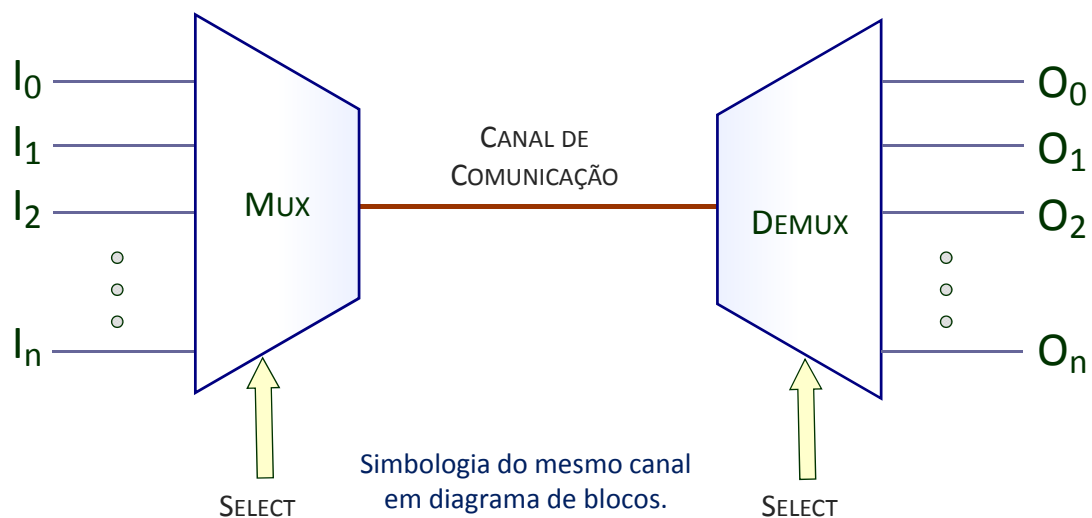 I0
I1
I2
In
MUX
CANAL DE
COMUNICAÇÃO
DEMUX
O0
O1
O2
On
SELECT
Simbologia do mesmo canal
em diagrama de blocos.
SELECT